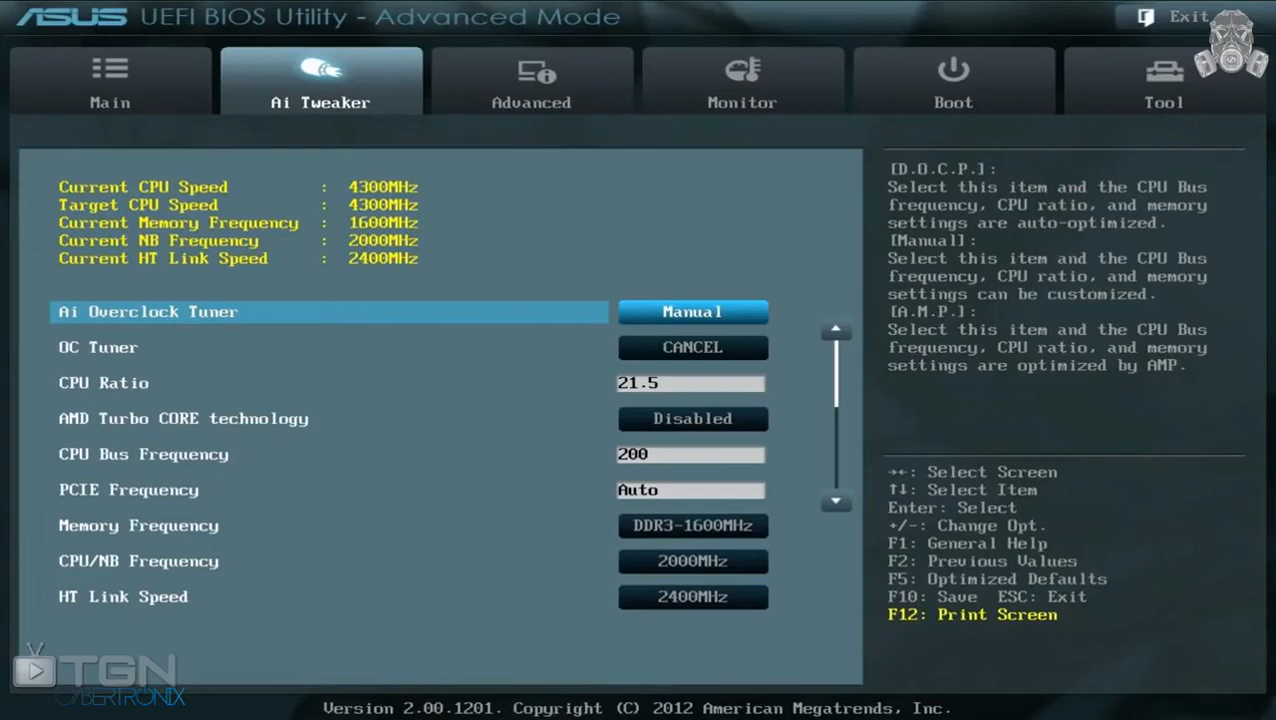 ASUS UEFI BIOS Utility - Advanced Mode
Exit
Main
Ai Tweaker
Advanced
Monitor
Boot
Tool
Current CPU Speed : 4300MHz
Target CPU Speed : 4300MHz
Current Memory Frequency : 1600MHz
Current NB Frequency : 2000MHz
Current HT Link Speed : 2400MHz
Ai Overclock Tuner Manual
OC Tuner CANCEL
CPU Ratio 21.5
AMD Turbo CORE technology Disabled
CPU Bus Frequency 200
PCIE Frequency Auto
Memory Frequency DDR3-1600MHz
CPU/NB Frequency 2000MHz
HT Link Speed 2400MHz
[D.O.C.P.]:
Select this item and the CPU Bus
frequency, CPU ratio, and memory
settings are auto-optimized.
[Manual]:
Select this item and the CPU Bus
frequency, CPU ratio, and memory
settings can be customized.
[A.M.P.]:
Select this item and the CPU Bus
frequency, CPU ratio, and memory
settings are optimized by AMP.
→←: Select Screen
↑↓: Select Item
Enter: Select
+/-: Change Opt.
F1: General Help
F2: Previous Values
F5: Optimized Defaults
F10: Save ESC: Exit
F12: Print Screen
TGN
CYBERTRONIX
Version 2.00.1201. Copyright (C) 2012 American Megatrends, Inc.